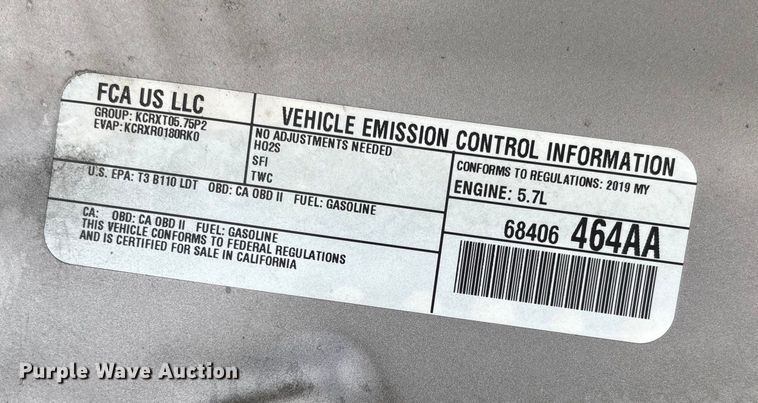 FCA US LLC
GROUP: KCRXT05.75P2
EVAP: KCRXR0180RK0
VEHICLE EMISSION CONTROL INFORMATION
NO ADJUSTMENTS NEEDED
HO2S
SFI
TWC
CONFORMS TO REGULATIONS: 2019 MY
U.S. EPA: T3 B110 LDT OBD: CA OBD II FUEL: GASOLINE
ENGINE: 5.7L
CA: OBD: CA OBD II FUEL: GASOLINE
THIS VEHICLE CONFORMS TO FEDERAL REGULATIONS
AND IS CERTIFIED FOR SALE IN CALIFORNIA
68406 464AA
Purple Wave Auction